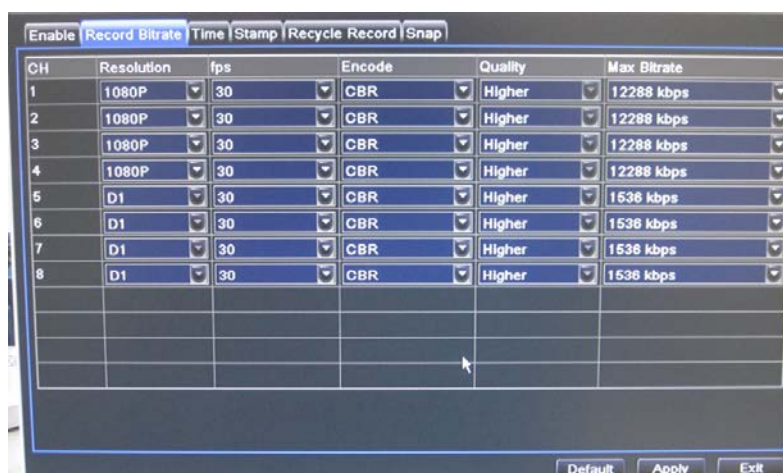 Enable Record Bitrate Time Stamp Recycle Record Snap
CH Resolution fps Encode Quality Max Bitrate
1 1080P 30 CBR Higher 12288 kbps
2 1080P 30 CBR Higher 12288 kbps
3 1080P 30 CBR Higher 12288 kbps
4 1080P 30 CBR Higher 12288 kbps
5 D1 30 CBR Higher 1536 kbps
6 D1 30 CBR Higher 1536 kbps
7 D1 30 CBR Higher 1536 kbps
8 D1 30 CBR Higher 1536 kbps
Default Apply Exit